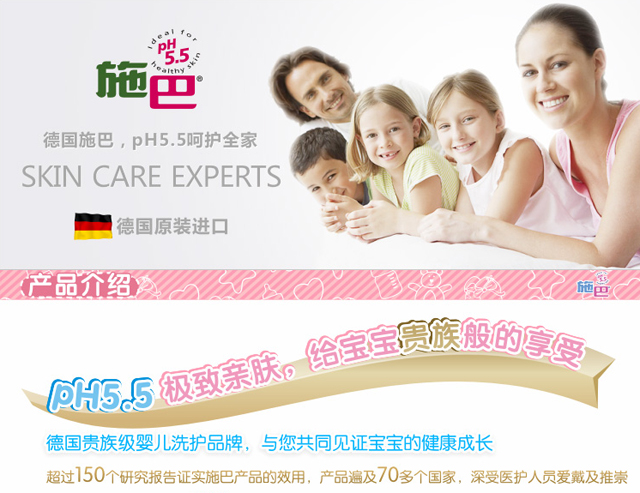 Ideal for
pH
5.5
healthy skin
施巴®
德国施巴，pH5.5呵护全家
SKIN CARE EXPERTS
德国原装进口
产品介绍
施巴
pH5.5 极致亲肤，给宝宝贵族般的享受
德国贵族级婴儿洗护品牌，与您共同见证宝宝的健康成长
超过150个研究报告证实施巴产品的效用，产品遍及70多个国家，深受医护人员爱戴及推崇